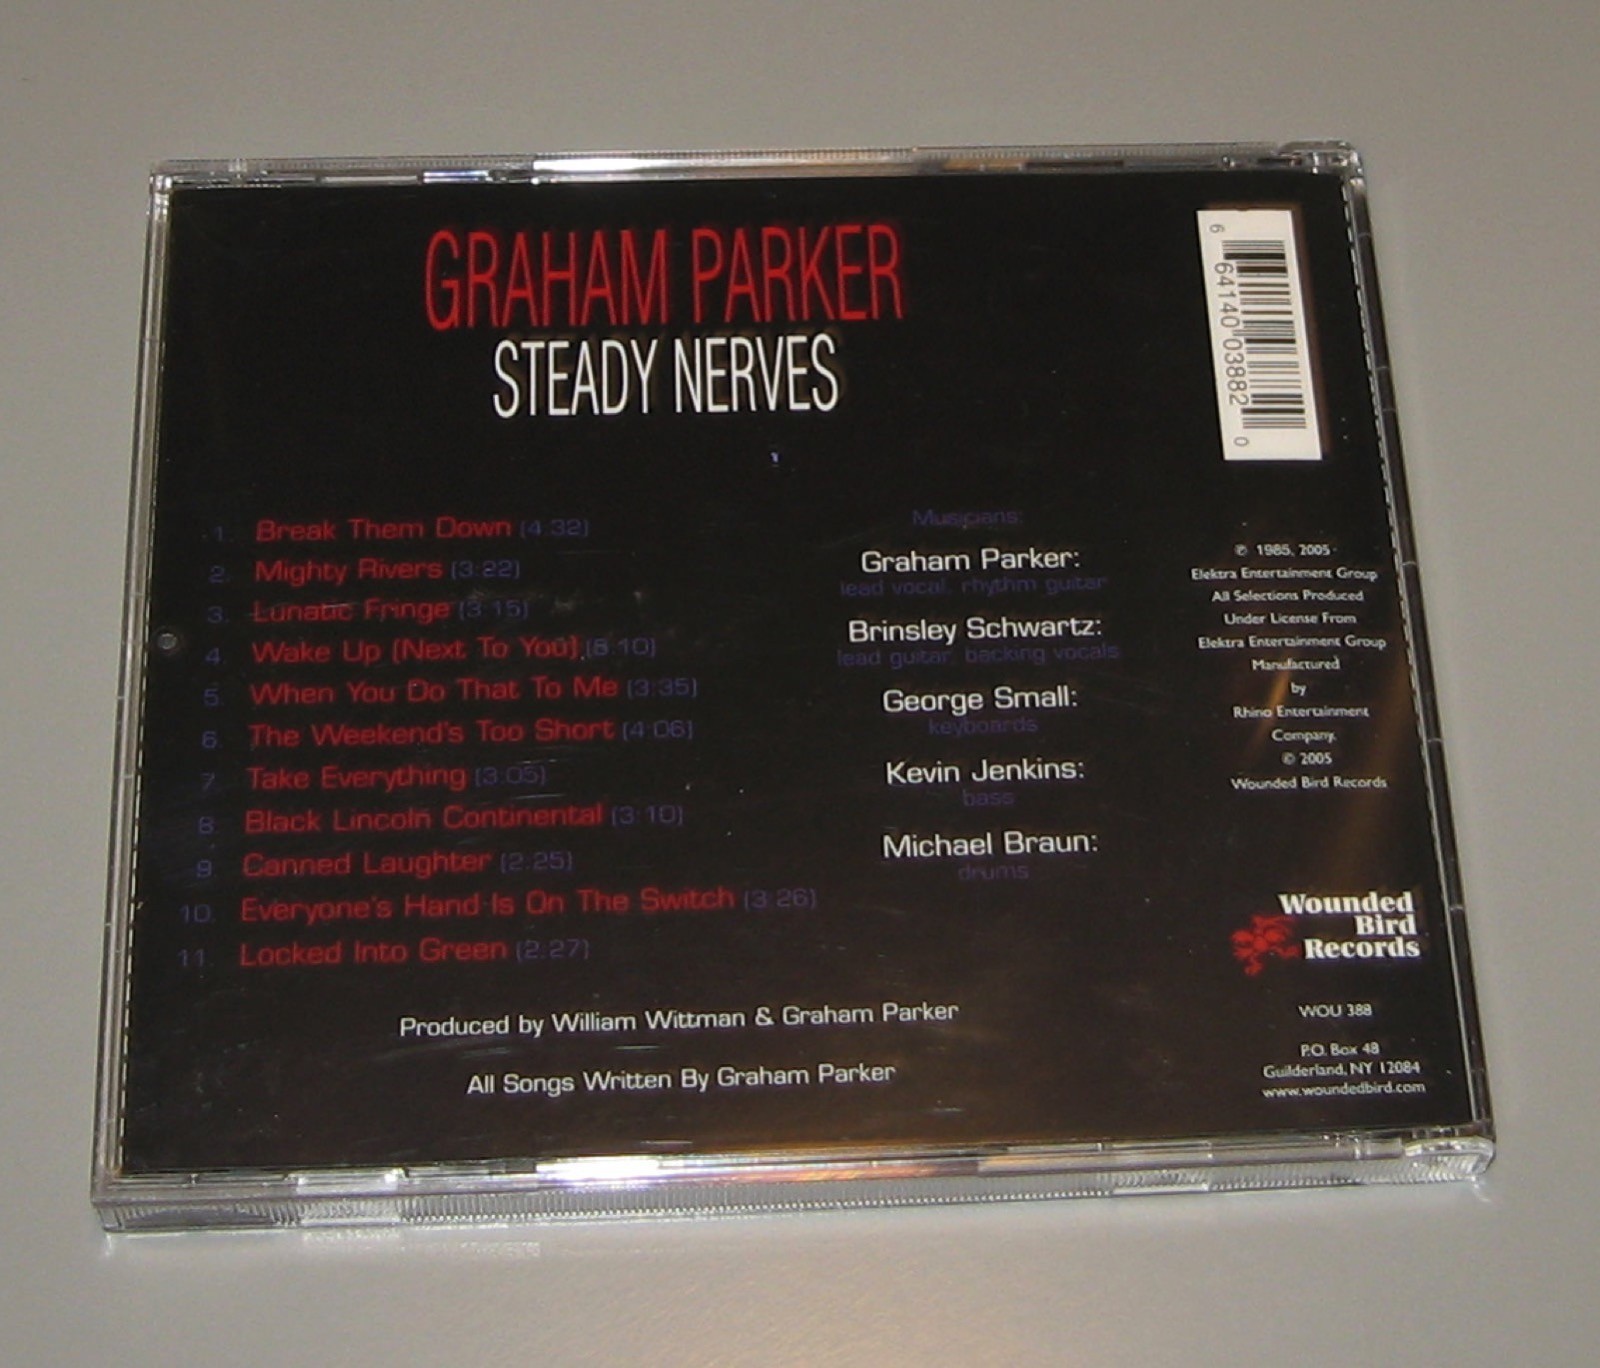 GRAHAM PARKER
STEADY NERVES
6 64140 03882 0
1. Break Them Down (4:32)
2. Mighty Rivers (3:22)
3. Lunatic Fringe (3:15)
4. Wake Up (Next To You) (6:10)
5. When You Do That To Me (3:35)
6. The Weekend's Too Short (4:06)
7. Take Everything (3:05)
8. Black Lincoln Continental (3:10)
9. Canned Laughter (2:25)
10. Everyone's Hand Is On The Switch (3:26)
11. Locked Into Green (2:27)
Musicians:
Graham Parker:
lead vocal, rhythm guitar
Brinsley Schwartz:
lead guitar, backing vocals
George Small:
keyboards
Kevin Jenkins:
bass
Michael Braun:
drums
Produced by William Wittman & Graham Parker
All Songs Written By Graham Parker
℗ 1985, 2005
Elektra Entertainment Group
All Selections Produced
Under License From
Elektra Entertainment Group
Manufactured
by
Rhino Entertainment
Company.
© 2005
Wounded Bird Records
Wounded
Bird
Records
WOU 388
P.O. Box 48
Guilderland, NY 12084
www.woundedbird.com